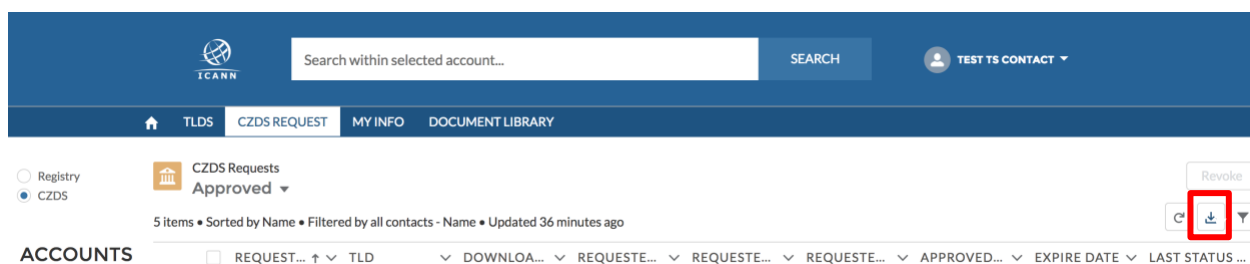 ICANN
Search within selected account...
SEARCH
TEST TS CONTACT
TLDS CZDS REQUEST MY INFO DOCUMENT LIBRARY
Registry
CZDS
CZDS Requests
Approved
Revoke
5 items • Sorted by Name • Filtered by all contacts - Name • Updated 36 minutes ago
ACCOUNTS
REQUEST... TLD DOWNLOA... REQUESTE... REQUESTE... REQUESTE... APPROVED... EXPIRE DATE LAST STATUS ...